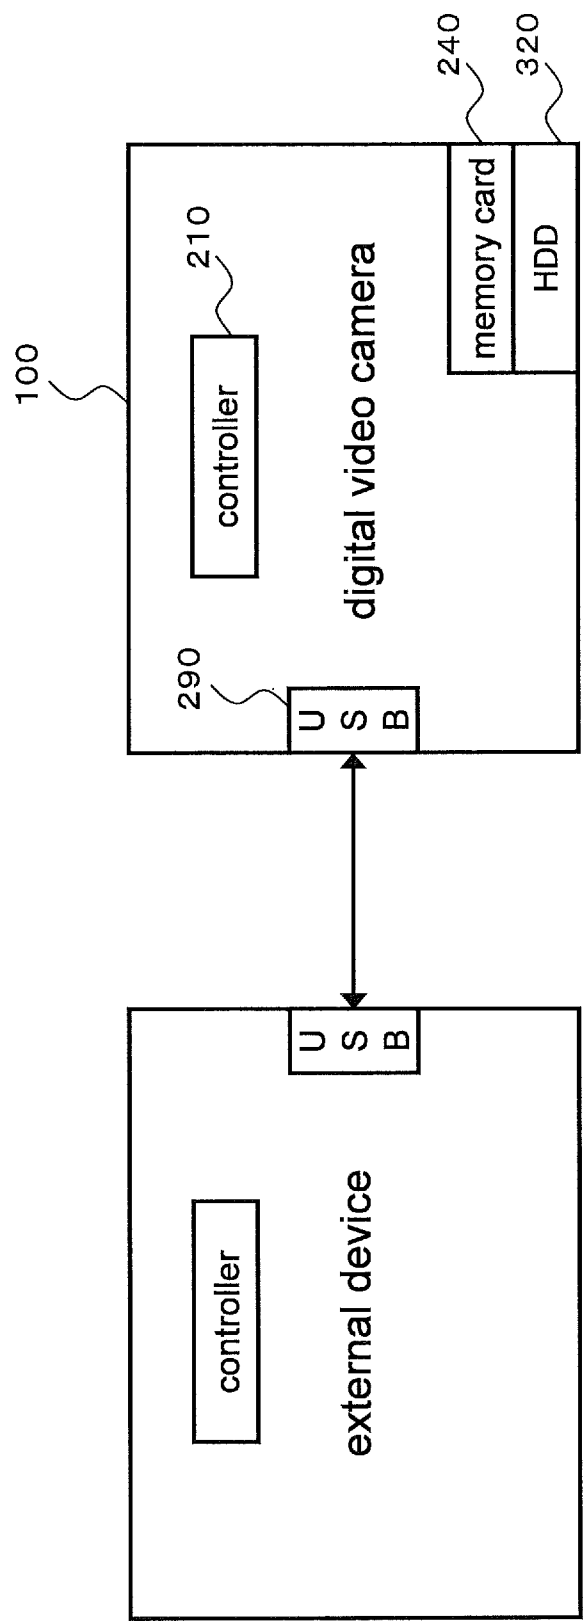 100
controller
210
290
U S B
digital video camera
memory card
240
HDD
320
controller
U S B
external device